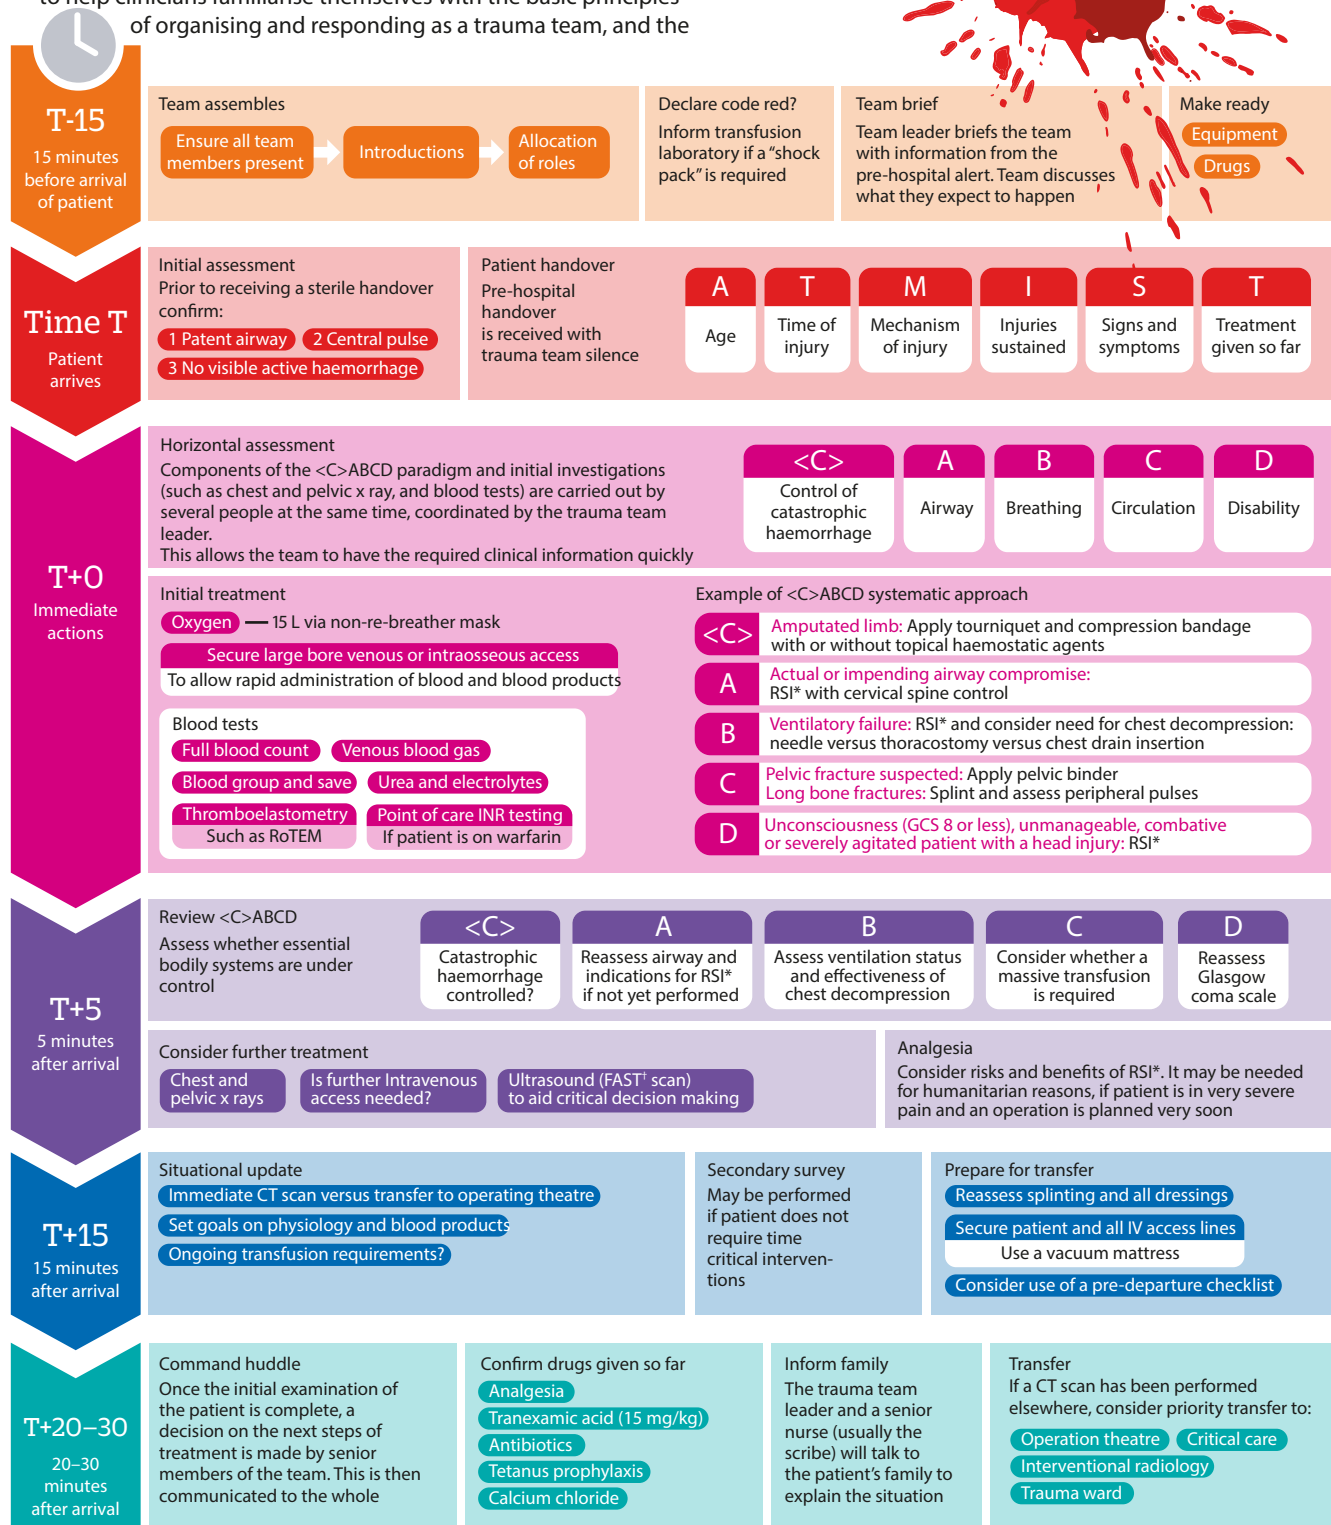 to help clinicians familiarise themselves with the basic principles
of organising and responding as a trauma team, and the
T-15
15 minutes
before arrival
of patient
Team assembles
Ensure all team
members present
Introductions
Allocation
of roles
Declare code red?
Inform transfusion
laboratory if a “shock
pack” is required
Team brief
Team leader briefs the team
with information from the
pre-hospital alert. Team discusses
what they expect to happen
Make ready
Equipment
Drugs
Time T
Patient
arrives
Initial assessment
Prior to receiving a sterile handover
confirm:
1 Patent airway
2 Central pulse
3 No visible active haemorrhage
Patient handover
Pre-hospital
handover
is received with
trauma team silence
A
Age
T
Time of
injury
M
Mechanism
of injury
I
Injuries
sustained
S
Signs and
symptoms
T
Treatment
given so far
T+0
Immediate
actions
Horizontal assessment
Components of the <C>ABCD paradigm and initial investigations
(such as chest and pelvic x ray, and blood tests) are carried out by
several people at the same time, coordinated by the trauma team
leader.
This allows the team to have the required clinical information quickly
<C>
Control of
catastrophic
haemorrhage
A
Airway
B
Breathing
C
Circulation
D
Disability
Initial treatment
Oxygen — 15 L via non-re-breather mask
Secure large bore venous or intraosseous access
To allow rapid administration of blood and blood products
Blood tests
Full blood count
Venous blood gas
Blood group and save
Urea and electrolytes
Thromboelastometry
Such as RoTEM
Point of care INR testing
If patient is on warfarin
Example of <C>ABCD systematic approach
<C>
Amputated limb: Apply tourniquet and compression bandage
with or without topical haemostatic agents
A
Actual or impending airway compromise:
RSI* with cervical spine control
B
Ventilatory failure: RSI* and consider need for chest decompression:
needle versus thoracostomy versus chest drain insertion
C
Pelvic fracture suspected: Apply pelvic binder
Long bone fractures: Splint and assess peripheral pulses
D
Unconsciousness (GCS 8 or less), unmanageable, combative
or severely agitated patient with a head injury: RSI*
T+5
5 minutes
after arrival
Review <C>ABCD
Assess whether essential
bodily systems are under
control
<C>
Catastrophic
haemorrhage
controlled?
A
Reassess airway and
indications for RSI*
if not yet performed
B
Assess ventilation status
and effectiveness of
chest decompression
C
Consider whether a
massive transfusion
is required
D
Reassess
Glasgow
coma scale
Consider further treatment
Chest and
pelvic x rays
Is further Intravenous
access needed?
Ultrasound (FAST† scan)
to aid critical decision making
Analgesia
Consider risks and benefits of RSI*. It may be needed
for humanitarian reasons, if patient is in very severe
pain and an operation is planned very soon
T+15
15 minutes
after arrival
Situational update
Immediate CT scan versus transfer to operating theatre
Set goals on physiology and blood products
Ongoing transfusion requirements?
Secondary survey
May be performed
if patient does not
require time
critical interven-
tions
Prepare for transfer
Reassess splinting and all dressings
Secure patient and all IV access lines
Use a vacuum mattress
Consider use of a pre-departure checklist
T+20–30
20–30
minutes
after arrival
Command huddle
Once the initial examination of
the patient is complete, a
decision on the next steps of
treatment is made by senior
members of the team. This is then
communicated to the whole
Confirm drugs given so far
Analgesia
Tranexamic acid (15 mg/kg)
Antibiotics
Tetanus prophylaxis
Calcium chloride
Inform family
The trauma team
leader and a senior
nurse (usually the
scribe) will talk to
the patient’s family to
explain the situation
Transfer
If a CT scan has been performed
elsewhere, consider priority transfer to:
Operation theatre
Critical care
Interventional radiology
Trauma ward